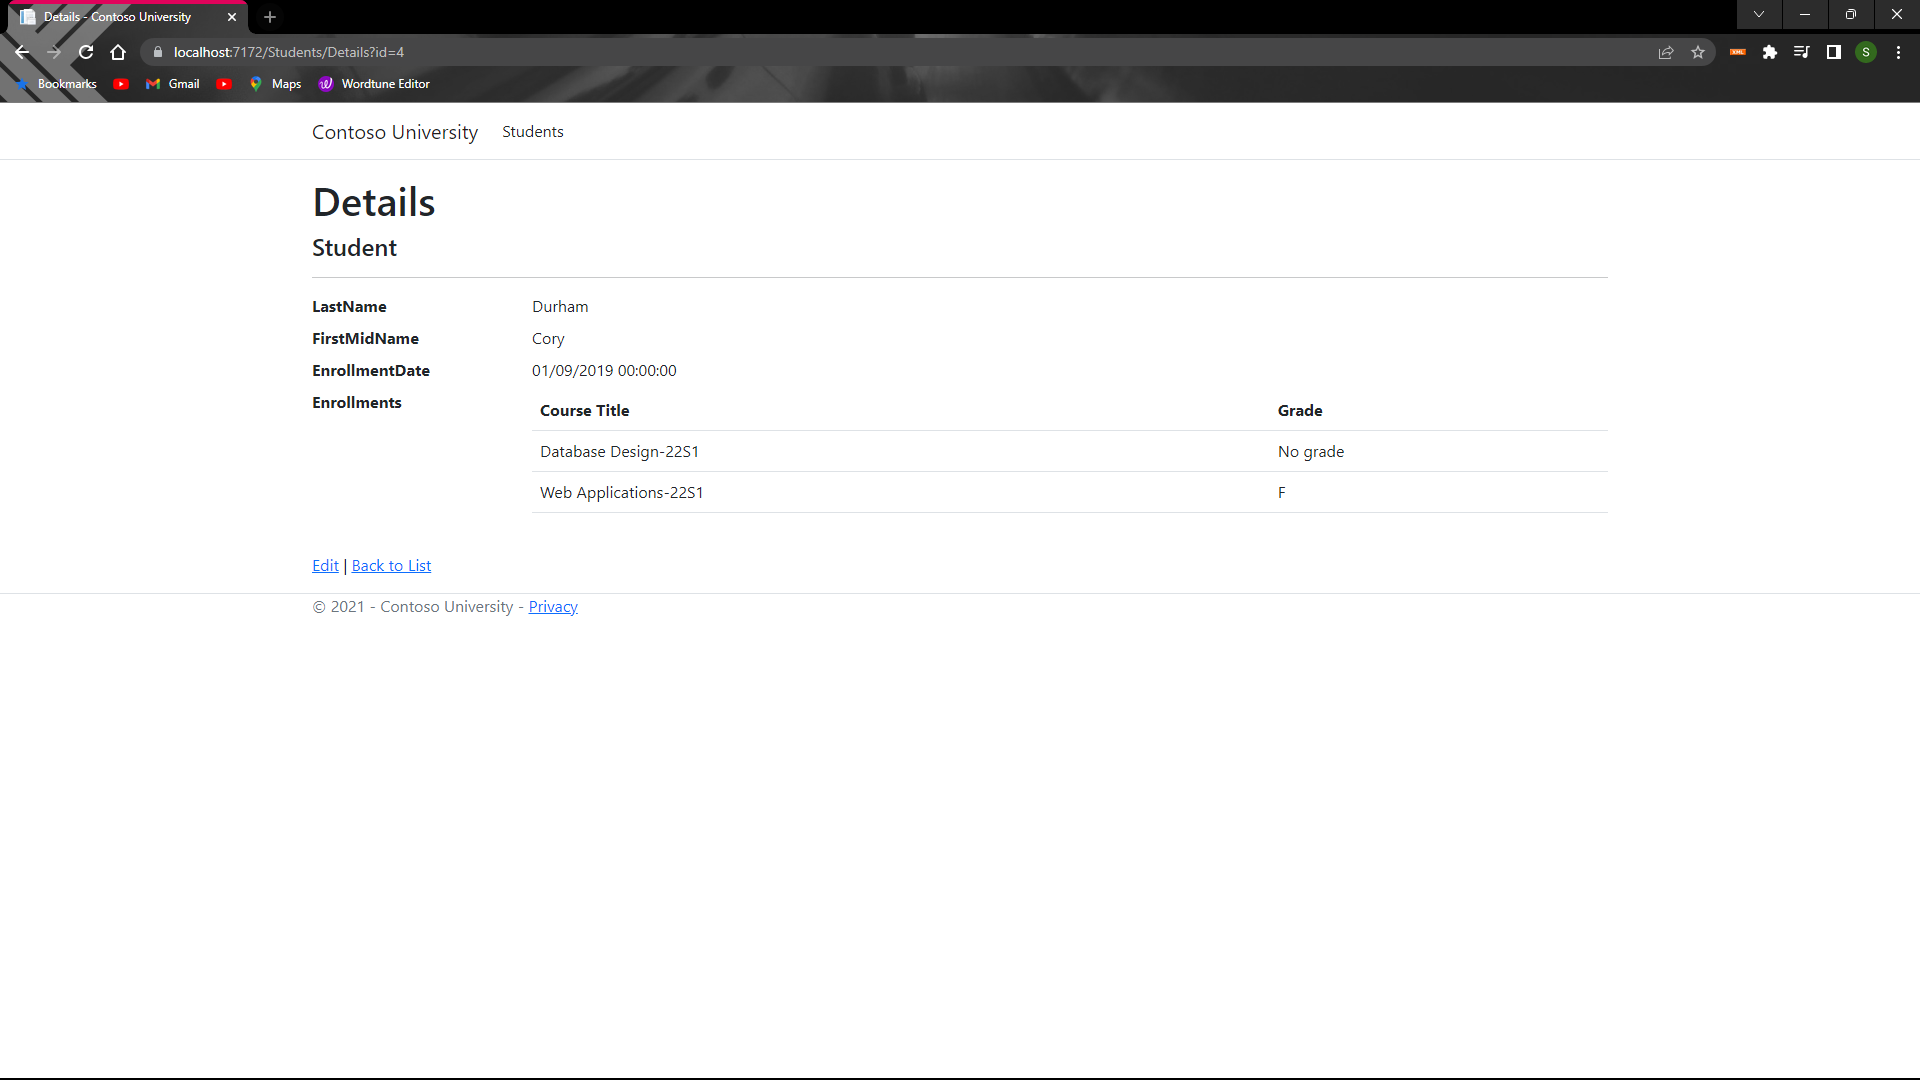 Details - Contoso University
localhost:7172/Students/Details?id=4
S
Bookmarks Gmail Maps Wordtune Editor
Contoso University Students
Details
Student
LastName Durham
FirstMidName Cory
EnrollmentDate 01/09/2019 00:00:00
Enrollments Course Title Grade
Database Design-22S1 No grade
Web Applications-22S1 F
Edit | Back to List
© 2021 - Contoso University - Privacy